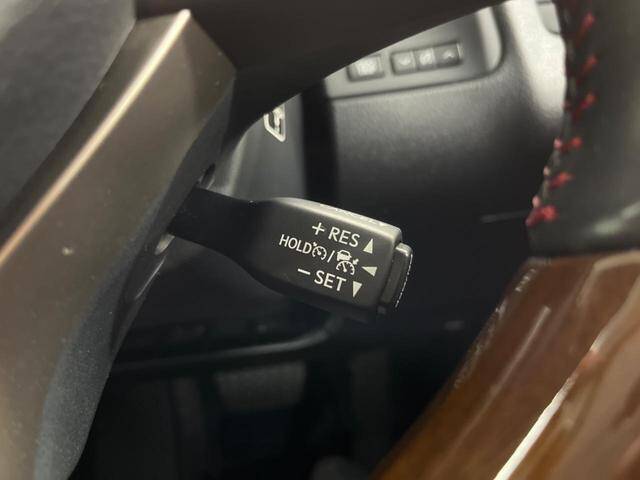 + RES ▲
HOLD / ◀
− SET ▼